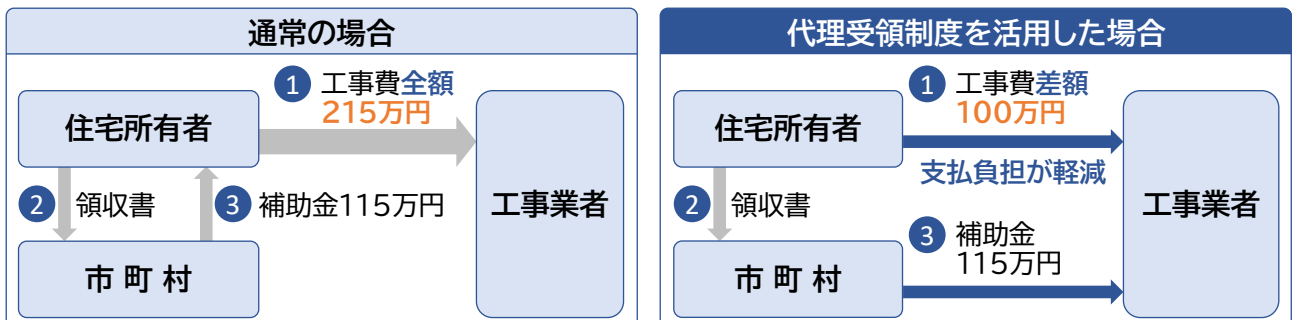 通常の場合
① 工事費全額
215万円
住宅所有者
② 領収書
③ 補助金115万円
工事業者
市町村
代理受領制度を活用した場合
① 工事費差額
100万円
住宅所有者
支払負担が軽減
② 領収書
③ 補助金
115万円
工事業者
市町村